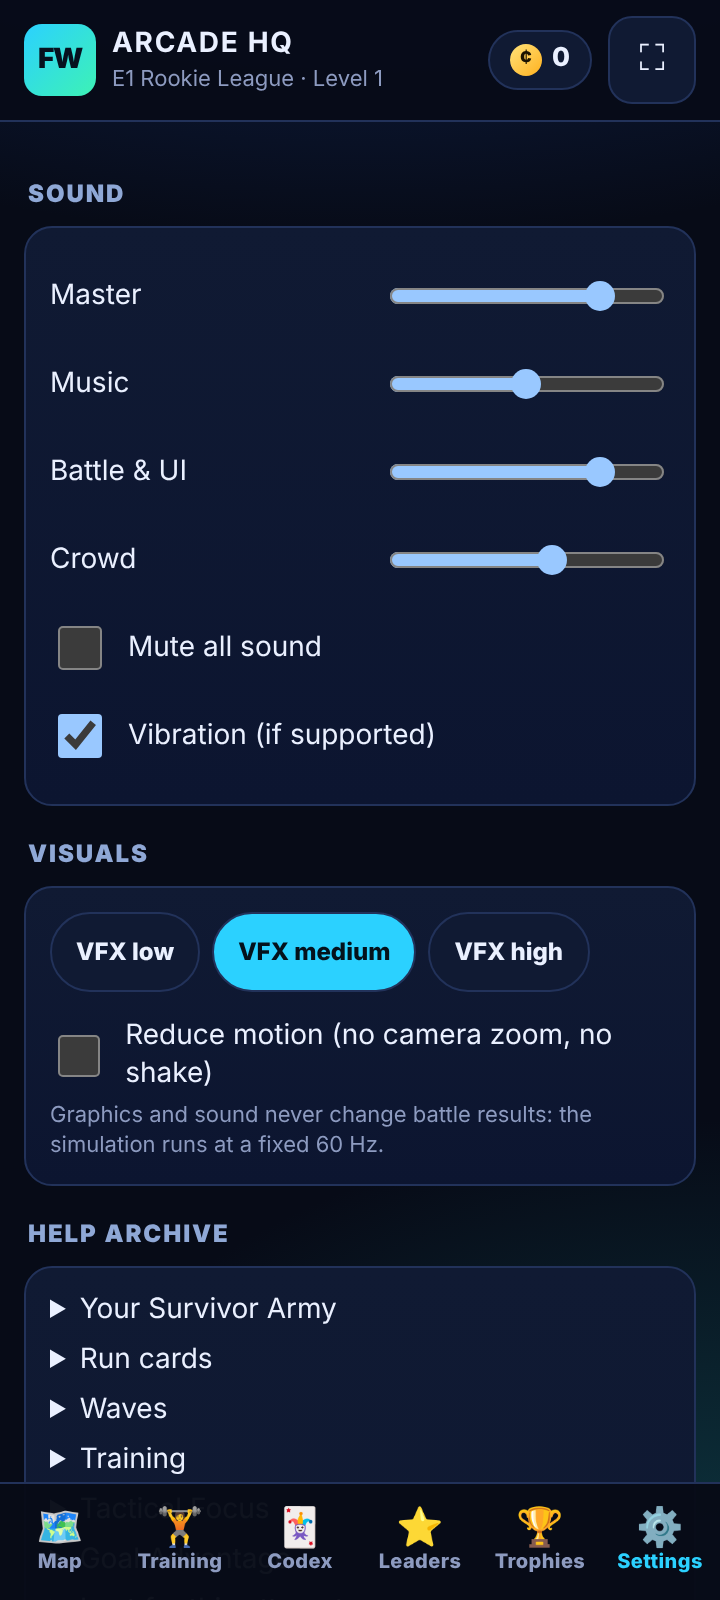 FW
ARCADE HQ
E1 Rookie League · Level 1
¢ 0
SOUND
Master
Music
Battle & UI
Crowd
Mute all sound
Vibration (if supported)
VISUALS
VFX low
VFX medium
VFX high
Reduce motion (no camera zoom, no
shake)
Graphics and sound never change battle results: the
simulation runs at a fixed 60 Hz.
HELP ARCHIVE
Your Survivor Army
Run cards
Waves
Training
Tactical Focus
Map
Training
Codex
Leaders
Trophies
Settings